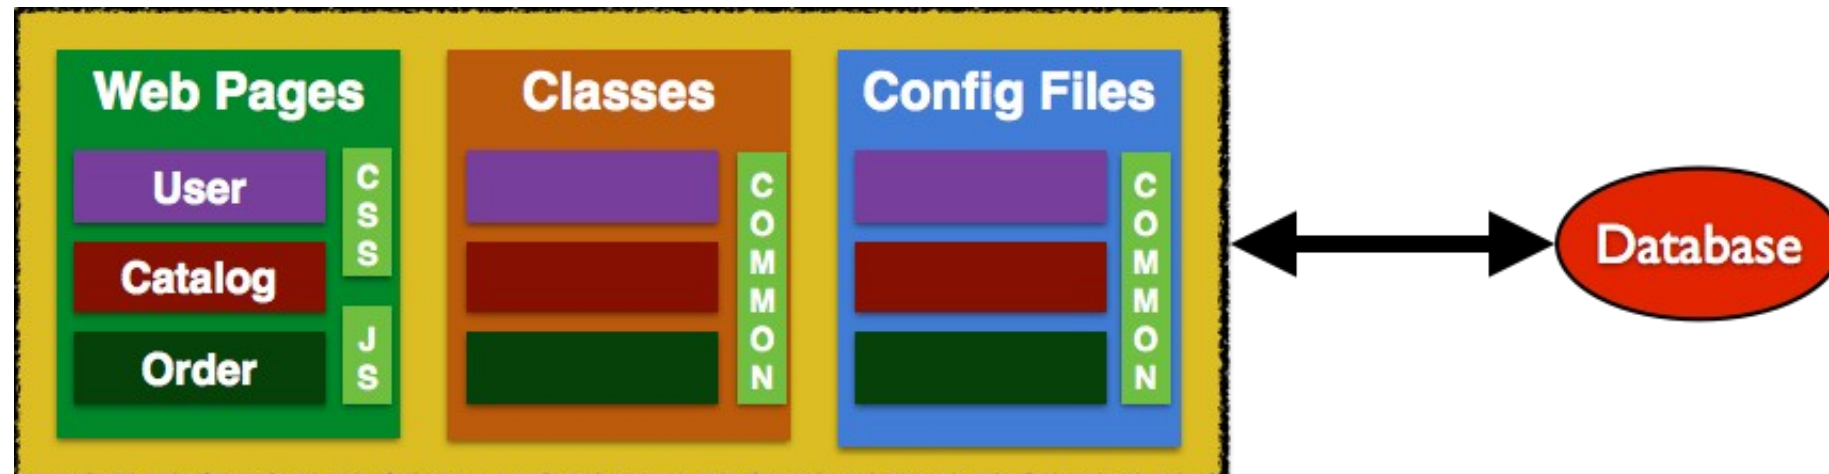 Web Pages
User
Catalog
Order
CSS
JS
Classes
COMMON
Config Files
COMMON
Database